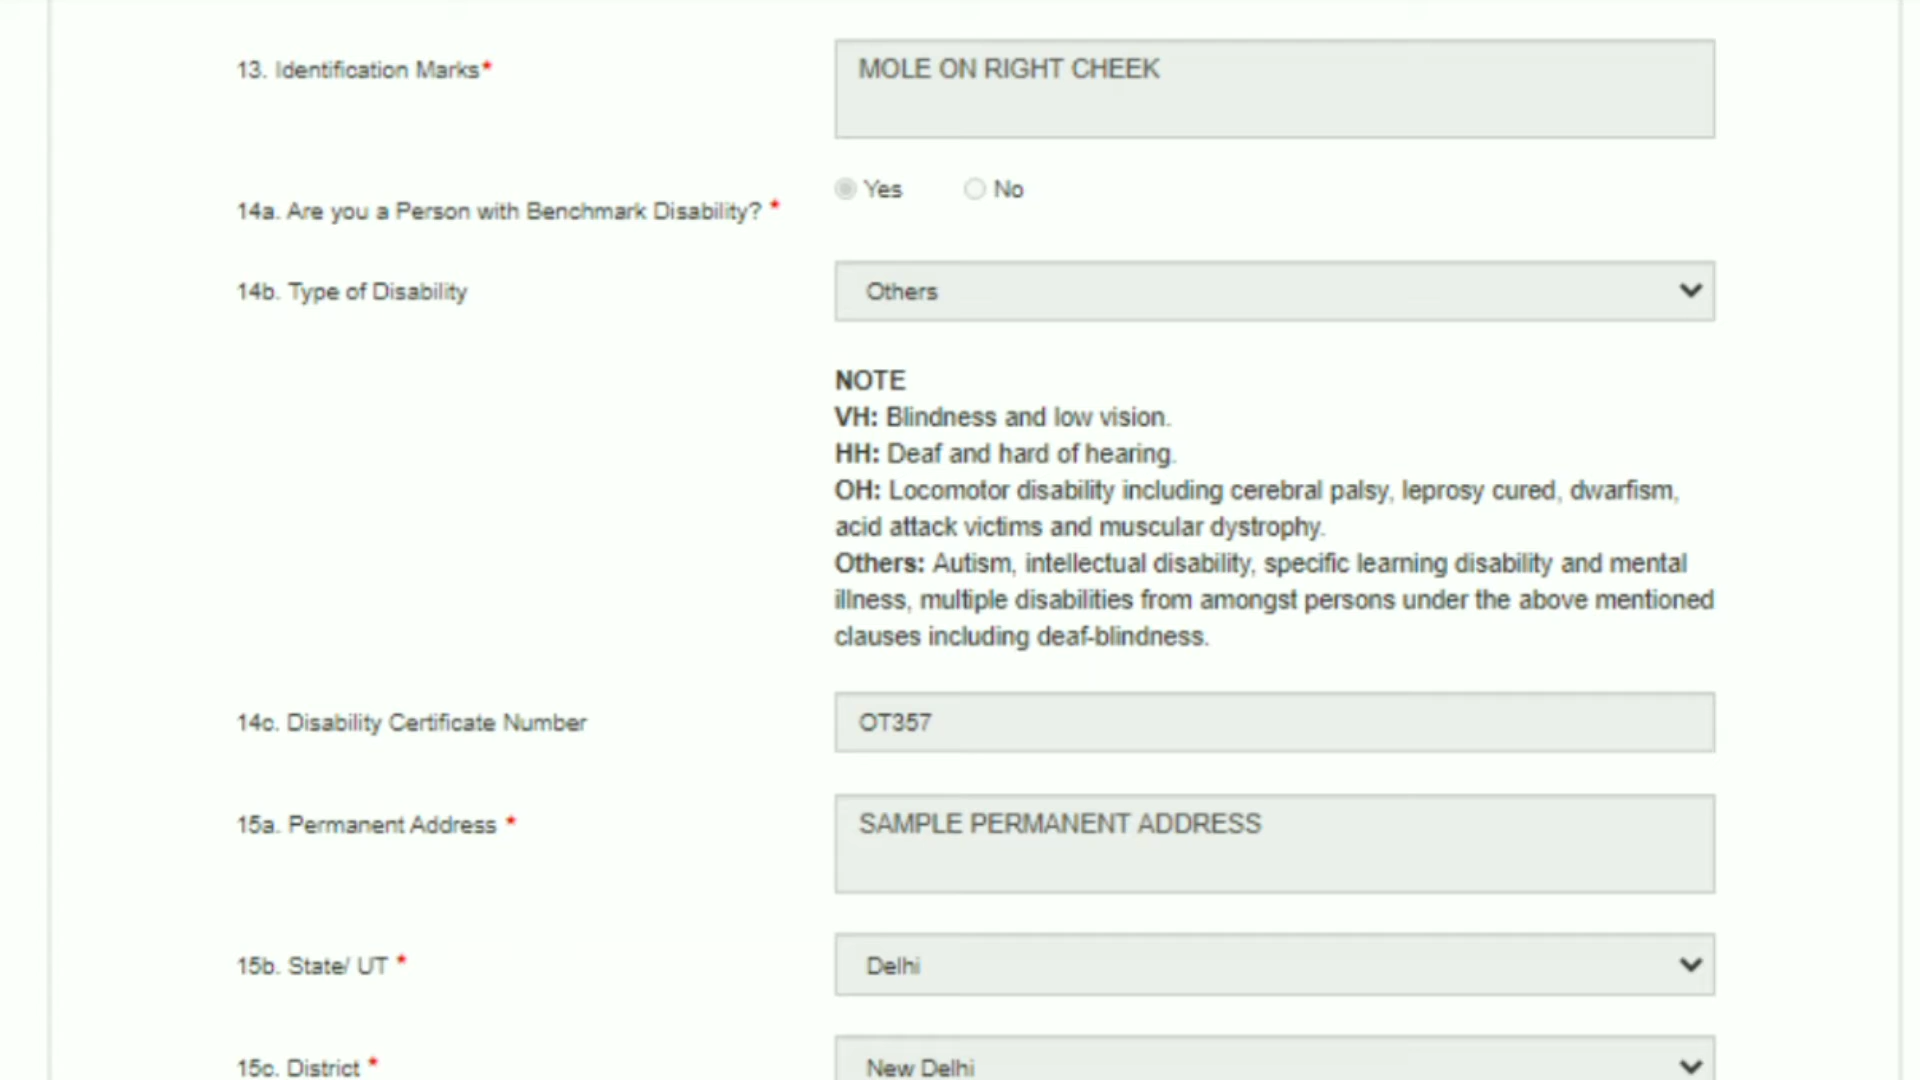 13. Identification Marks*
MOLE ON RIGHT CHEEK
14a. Are you a Person with Benchmark Disability? *
Yes No
14b. Type of Disability
Others
NOTE
VH: Blindness and low vision.
HH: Deaf and hard of hearing.
OH: Locomotor disability including cerebral palsy, leprosy cured, dwarfism,
acid attack victims and muscular dystrophy.
Others: Autism, intellectual disability, specific learning disability and mental
illness, multiple disabilities from amongst persons under the above mentioned
clauses including deaf-blindness.
14c. Disability Certificate Number
OT357
15a. Permanent Address *
SAMPLE PERMANENT ADDRESS
15b. State/ UT *
Delhi
15c. District *
New Delhi